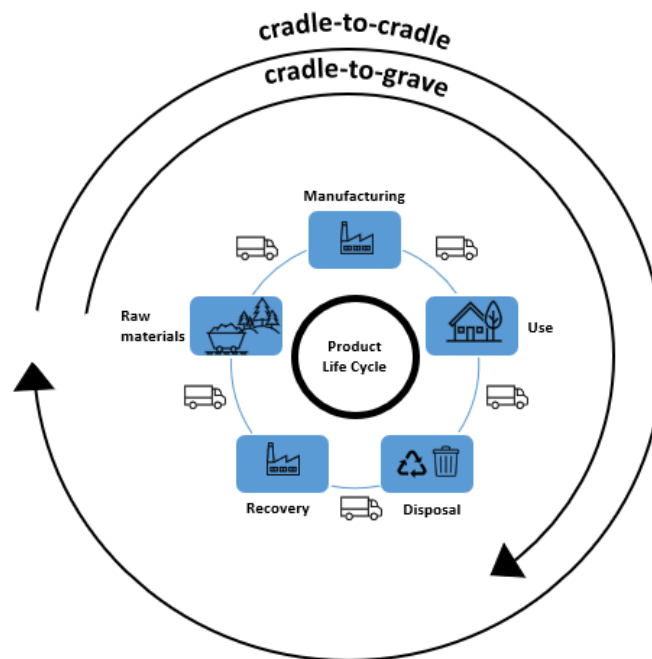 cradle-to-cradle
cradle-to-grave
Manufacturing
Raw
materials
Product
Life Cycle
Use
Recovery
Disposal